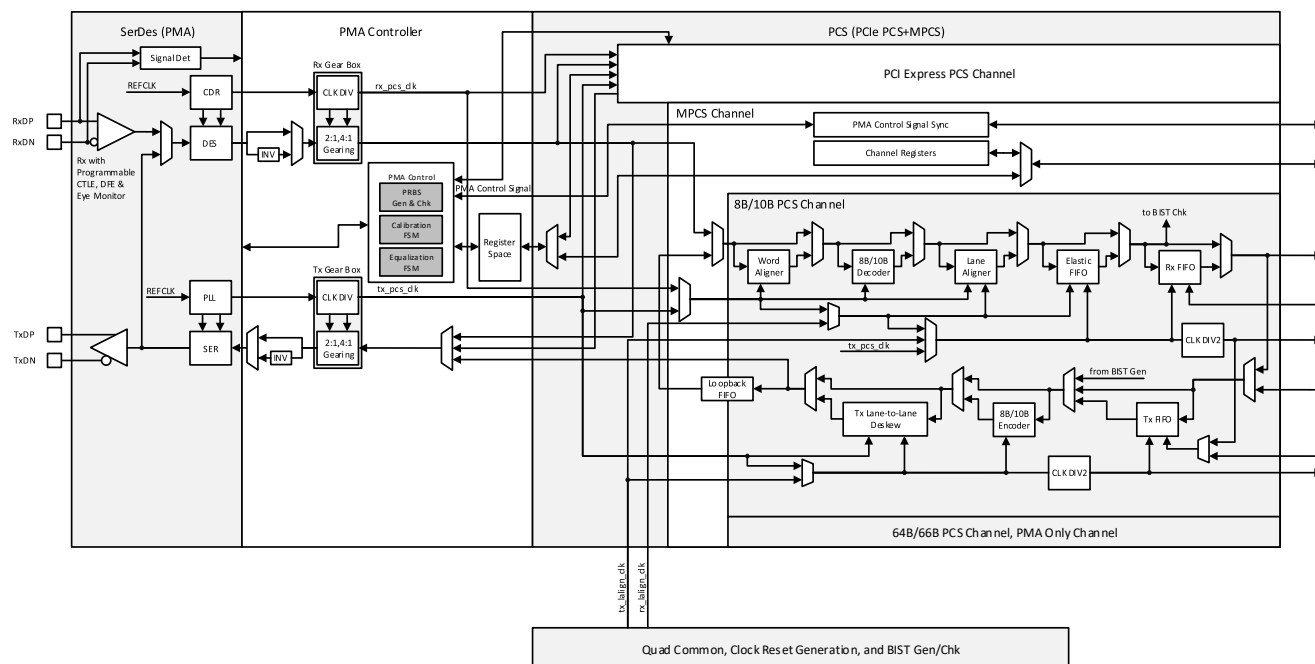 SerDes (PMA)
PMA Controller
PCS (PCIe PCS+MPCS)
Signal Det
Rx Gear Box
REFCLK
CDR
CLK DIV
rx_pcs_clk
PCI Express PCS Channel
RxDP
RxDN
DES
INV
2:1,4:1
Gearing
MPCS Channel
PMA Control Signal Sync
Channel Registers
Rx with
Programmable
CTLE, DFE &
Eye Monitor
PMA Control
PRBS
Gen & Chk
PMA Control Signal
Calibration
FSM
Equalization
FSM
Register
Space
8B/10B PCS Channel
to BIST Chk
Word
Aligner
8B/10B
Decoder
Lane
Aligner
Elastic
FIFO
Rx FIFO
Tx Gear Box
REFCLK
PLL
CLK DIV
tx_pcs_clk
TxDP
TxDN
SER
INV
2:1,4:1
Gearing
tx_pcs_clk
CLK DIV2
from BIST Gen
Loopback
FIFO
Tx Lane-to-Lane
Deskew
8B/10B
Encoder
Tx FIFO
CLK DIV2
64B/66B PCS Channel, PMA Only Channel
tx_lalign_clk
rx_lalign_clk
Quad Common, Clock Reset Generation, and BIST Gen/Chk